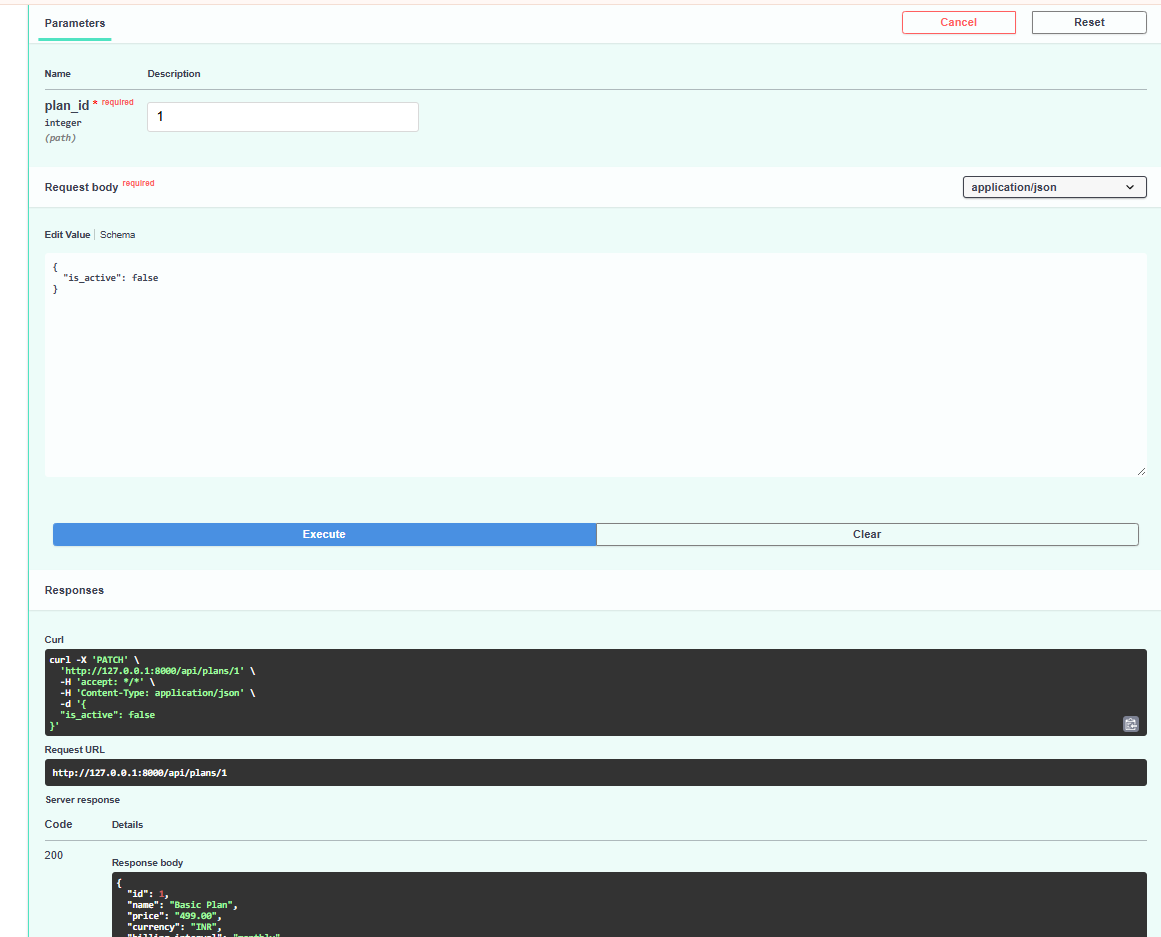 Parameters
Cancel
Reset
Name
Description
plan_id * required
integer
(path)
1
Request body required
application/json
Edit Value | Schema
{
  "is_active": false
}
Execute
Clear
Responses
Curl
curl -X 'PATCH' \
  'http://127.0.0.1:8000/api/plans/1' \
  -H 'accept: */*' \
  -H 'Content-Type: application/json' \
  -d '{
  "is_active": false
}'
Request URL
http://127.0.0.1:8000/api/plans/1
Server response
Code
Details
200
Response body
{
  "id": 1,
  "name": "Basic Plan",
  "price": "499.00",
  "currency": "INR",
  "billing_interval": "monthly"